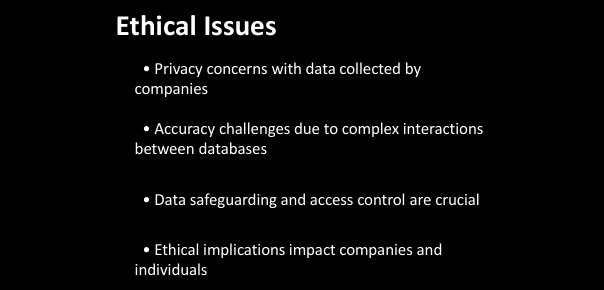 Ethical Issues
• Privacy concerns with data collected by
companies
• Accuracy challenges due to complex interactions
between databases
• Data safeguarding and access control are crucial
• Ethical implications impact companies and
individuals